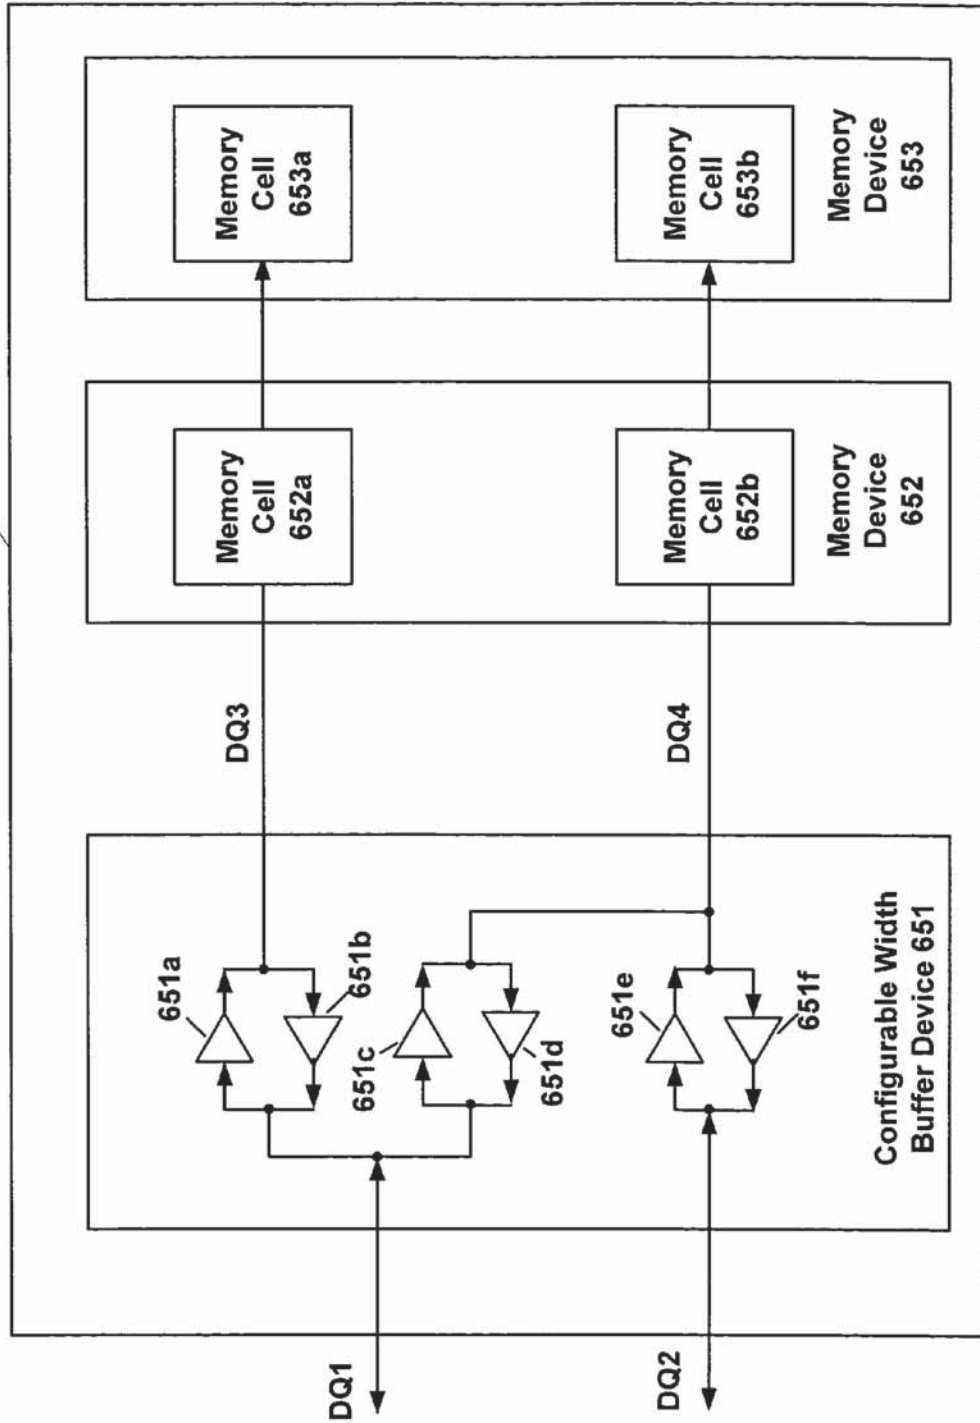 DQ1
DQ2
651a
651b
651c
651d
651e
651f
Configurable Width
Buffer Device 651
DQ3
DQ4
Memory
Cell
652a
Memory
Cell
652b
Memory
Device
652
Memory
Cell
653a
Memory
Cell
653b
Memory
Device
653